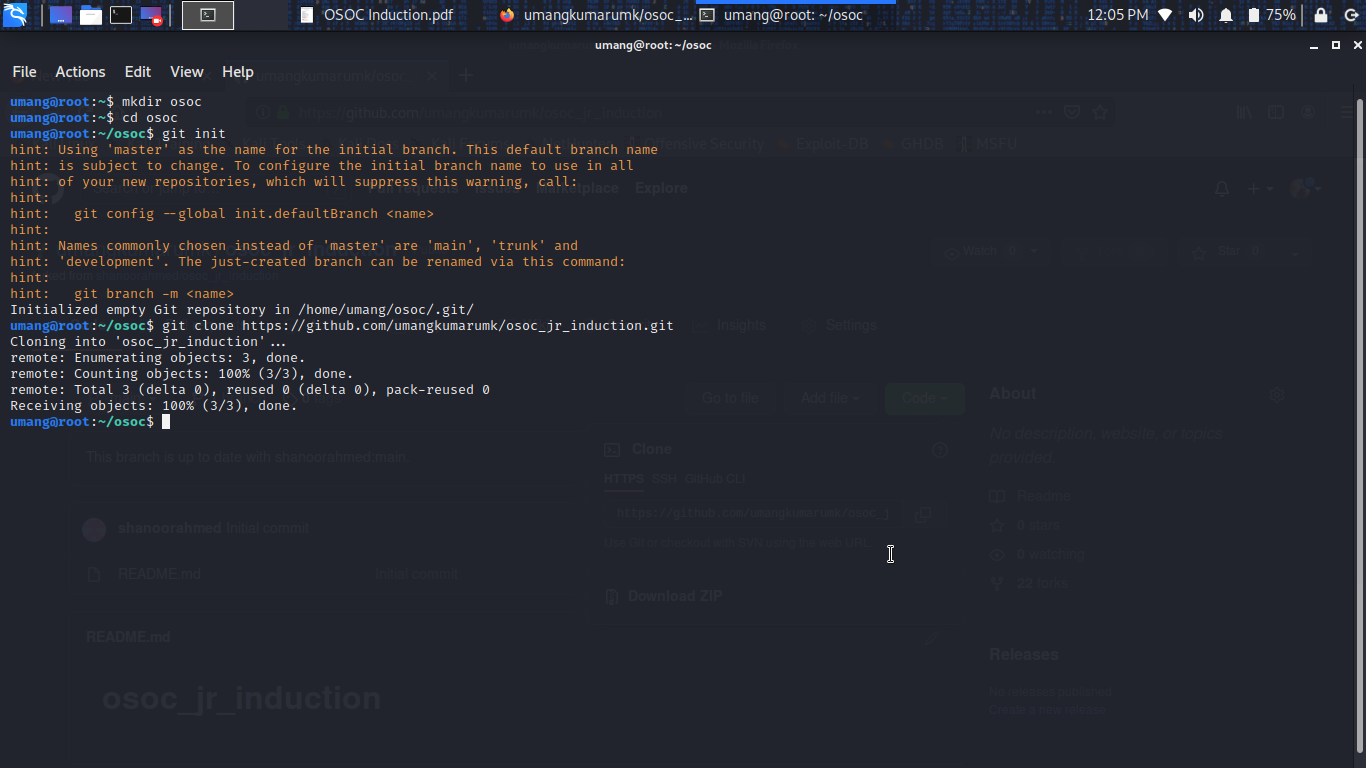 OSOC Induction.pdf
umangkumarumk/osoc_...
umang@root: ~/osoc
12:05 PM
75%
umang@root: ~/osoc
File Actions Edit View Help
umang@root:~$ mkdir osoc
umang@root:~$ cd osoc
umang@root:~/osoc$ git init
hint: Using 'master' as the name for the initial branch. This default branch name
hint: is subject to change. To configure the initial branch name to use in all
hint: of your new repositories, which will suppress this warning, call:
hint:
hint:   git config --global init.defaultBranch <name>
hint:
hint: Names commonly chosen instead of 'master' are 'main', 'trunk' and
hint: 'development'. The just-created branch can be renamed via this command:
hint:
hint:   git branch -m <name>
Initialized empty Git repository in /home/umang/osoc/.git/
umang@root:~/osoc$ git clone https://github.com/umangkumarumk/osoc_jr_induction.git
Cloning into 'osoc_jr_induction'...
remote: Enumerating objects: 3, done.
remote: Counting objects: 100% (3/3), done.
remote: Total 3 (delta 0), reused 0 (delta 0), pack-reused 0
Receiving objects: 100% (3/3), done.
umang@root:~/osoc$
https://github.com/umangkumarumk/osoc_jr_induction
Offensive Security Exploit-DB GHDB MSFU
Marketplace Explore
Watch 0
Star 0
Insights Settings
Go to file Add file Code
About
No description, website, or topics
provided.
This branch is up to date with shanoorahmed:main.
Clone
HTTPS SSH GitHub CLI
https://github.com/umangkumarumk/osoc_j
Use Git or checkout with SVN using the web URL.
Readme
0 stars
0 watching
22 forks
shanoorahmed Initial commit
README.md Initial commit
Download ZIP
README.md
Releases
No releases published
Create a new release
osoc_jr_induction